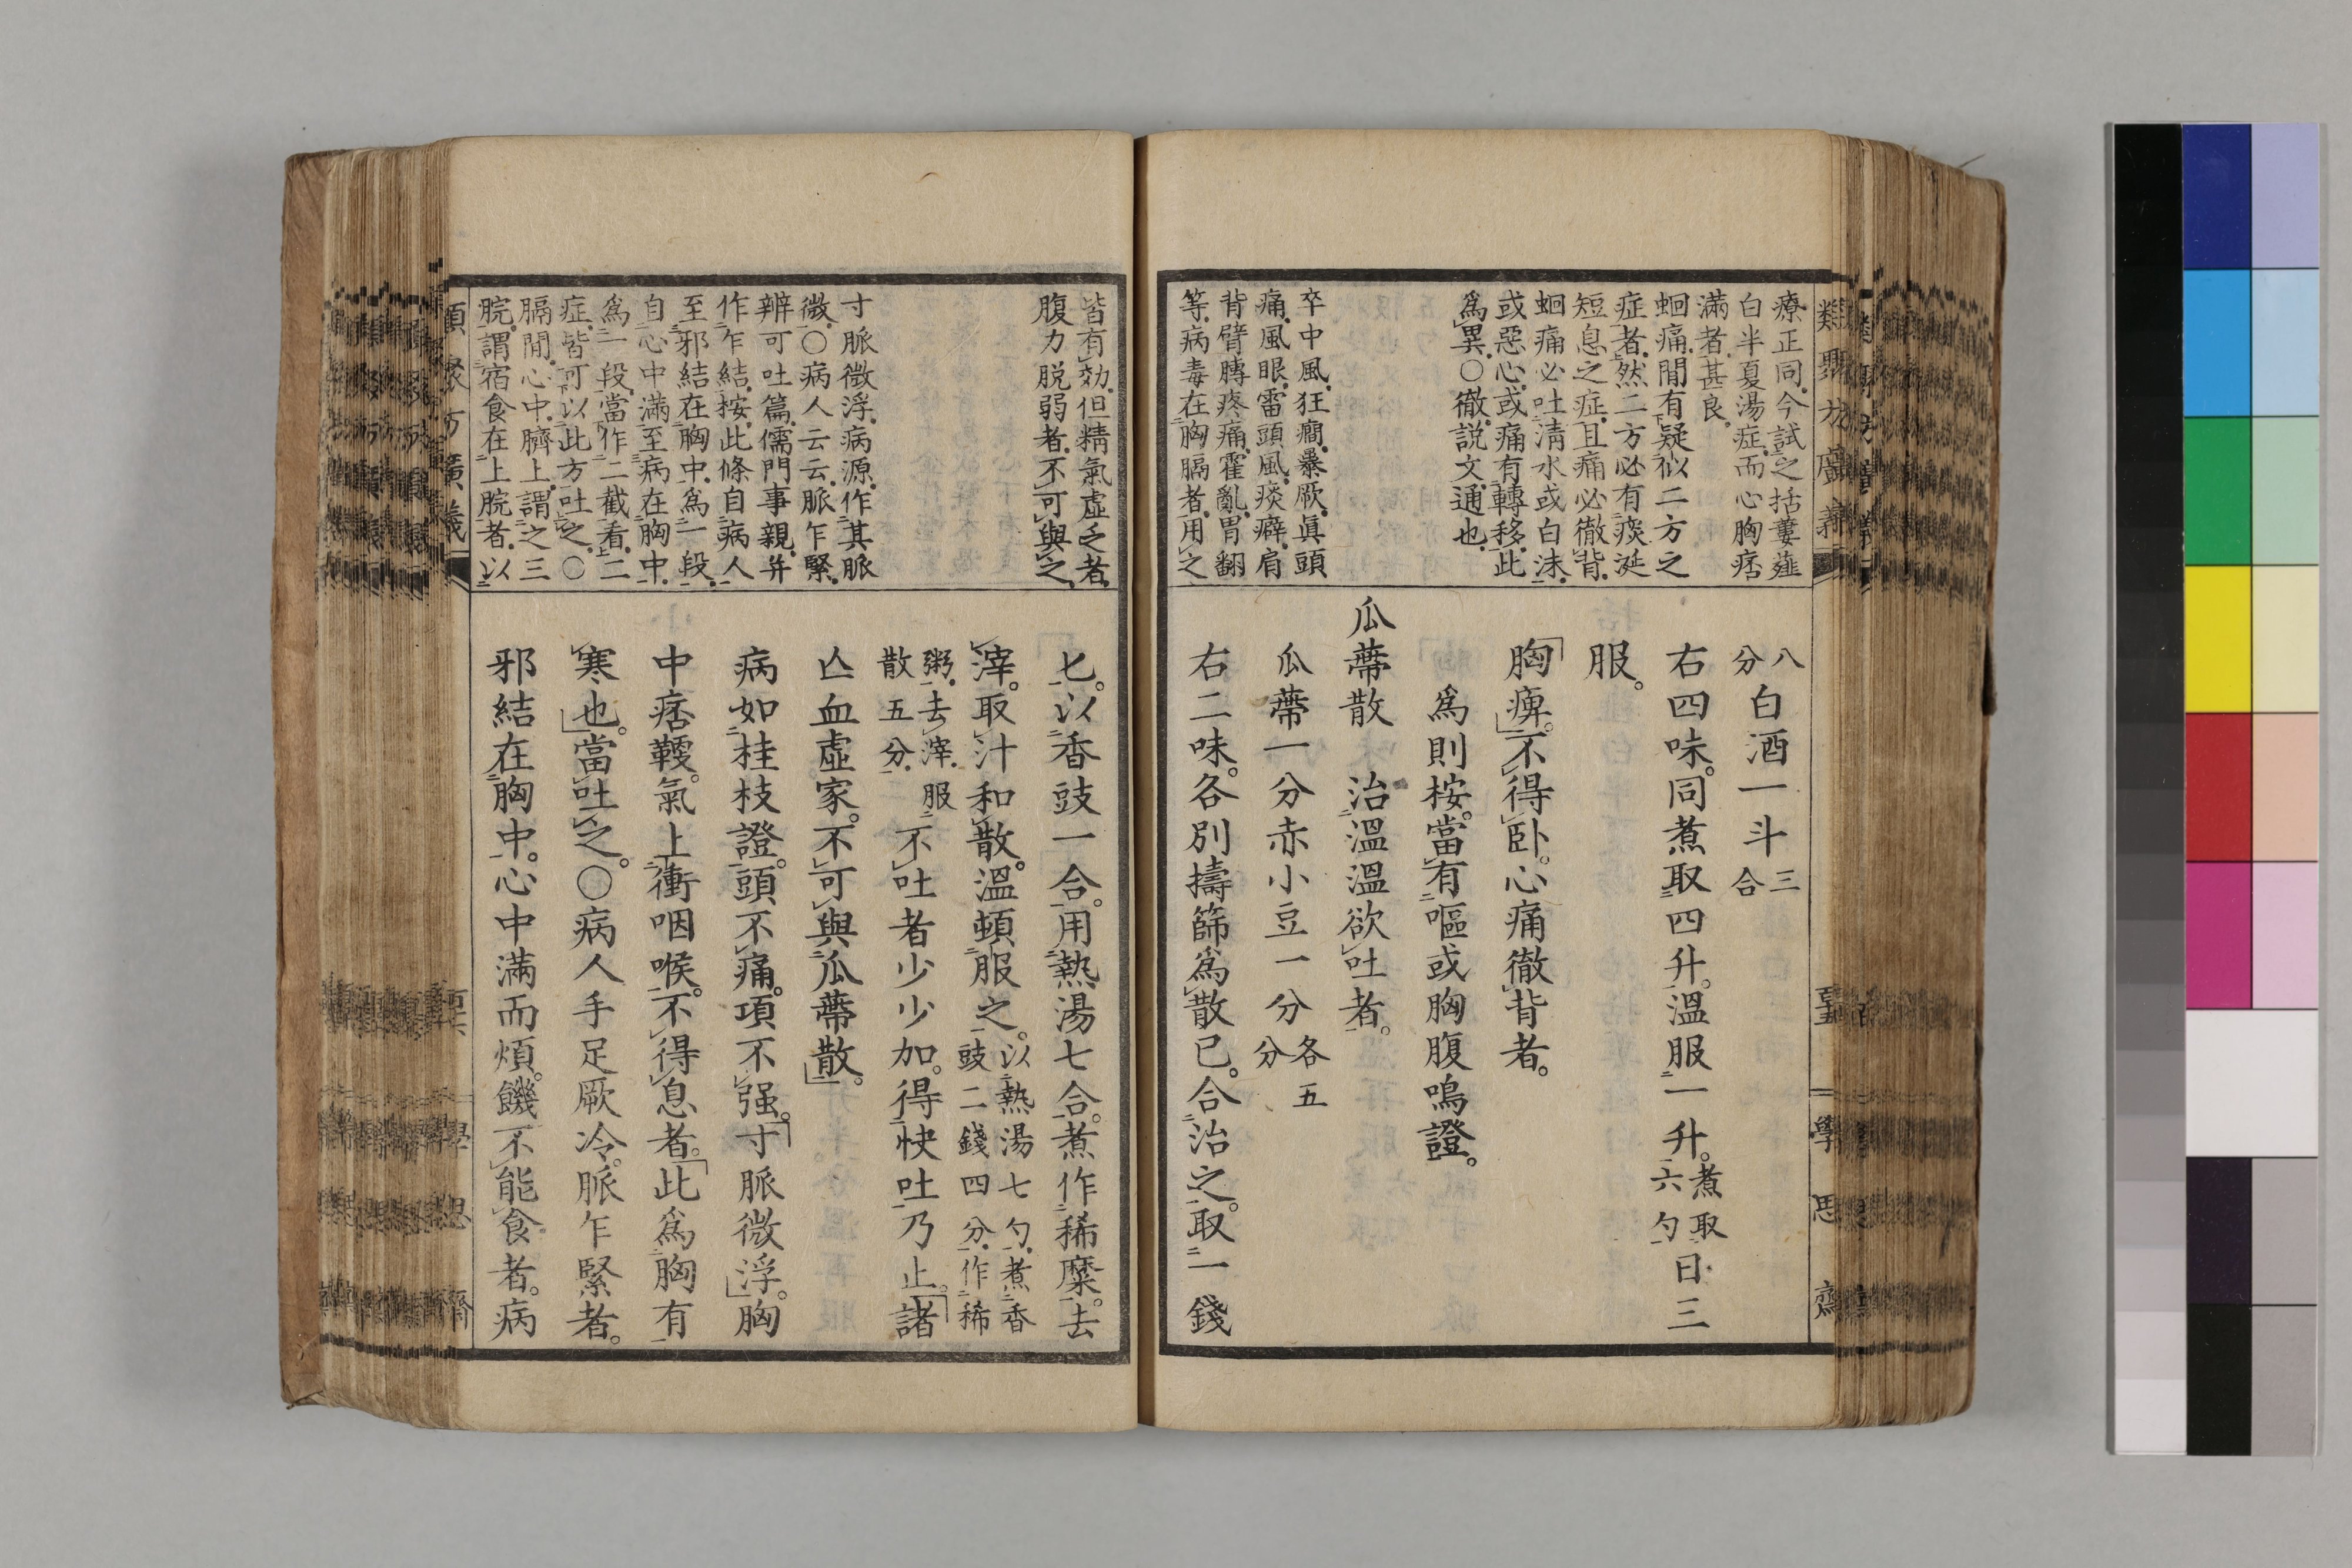 療正同今試之括蔞薤
白半夏湯症而心胸痞
滿者甚良
蛔痛間有疑似二方之
症者然二方必有痰涎
短息之症且痛必徹背
蛔痛必吐淸水或白沫
或惡心或痛有轉移此
爲異○徹說文通也
卒中風狂癎暴厥眞頭
痛風眼雷頭風痰癖肩
背臂膊疼痛霍亂胃翻
等病毒在胸膈者用之
八分白酒一斗三合
右四味。同煮取四升。溫服一升。煮取六勺日三
服。
胸痺。不得卧。心痛徹背者。
爲則按。當有嘔或胸腹鳴證。
瓜蔕散　治溫溫欲吐者。
瓜蔕一分赤小豆一分各五分
右二味。各別擣篩爲散已。合治之。取一錢
皆有効但精氣虛乏者
腹力脫弱者不可與之
寸脈微浮病源作其脈
微○病人云云脈乍緊
辨可吐篇儒門事親幷
作乍結按此條自病人
至邪結在胸中爲一段
自心中滿至病在胸中
爲一段當作二截看二
症皆可以此方吐之○
膈間心中臍上謂之三
脘謂宿食在上脘者以
匕。以香豉一合。用熱湯七合。煮作稀糜。去
滓。取汁和散。溫頓服之。以熱湯七勺煮香豉二錢四分作稀
粥去滓服散五分不吐者少少加。得快吐乃止。諸
亾血虛家。不可與瓜蔕散。
病如桂枝證。頭不痛。項不强。寸脈微浮。胸
中痞鞕。氣上衝咽喉。不得息者。此爲胸有
寒也。當吐之。○病人手足厥冷。脈乍緊者。
邪結在胸中。心中滿而煩。饑不能食者。病
類聚方廣義
學思齋